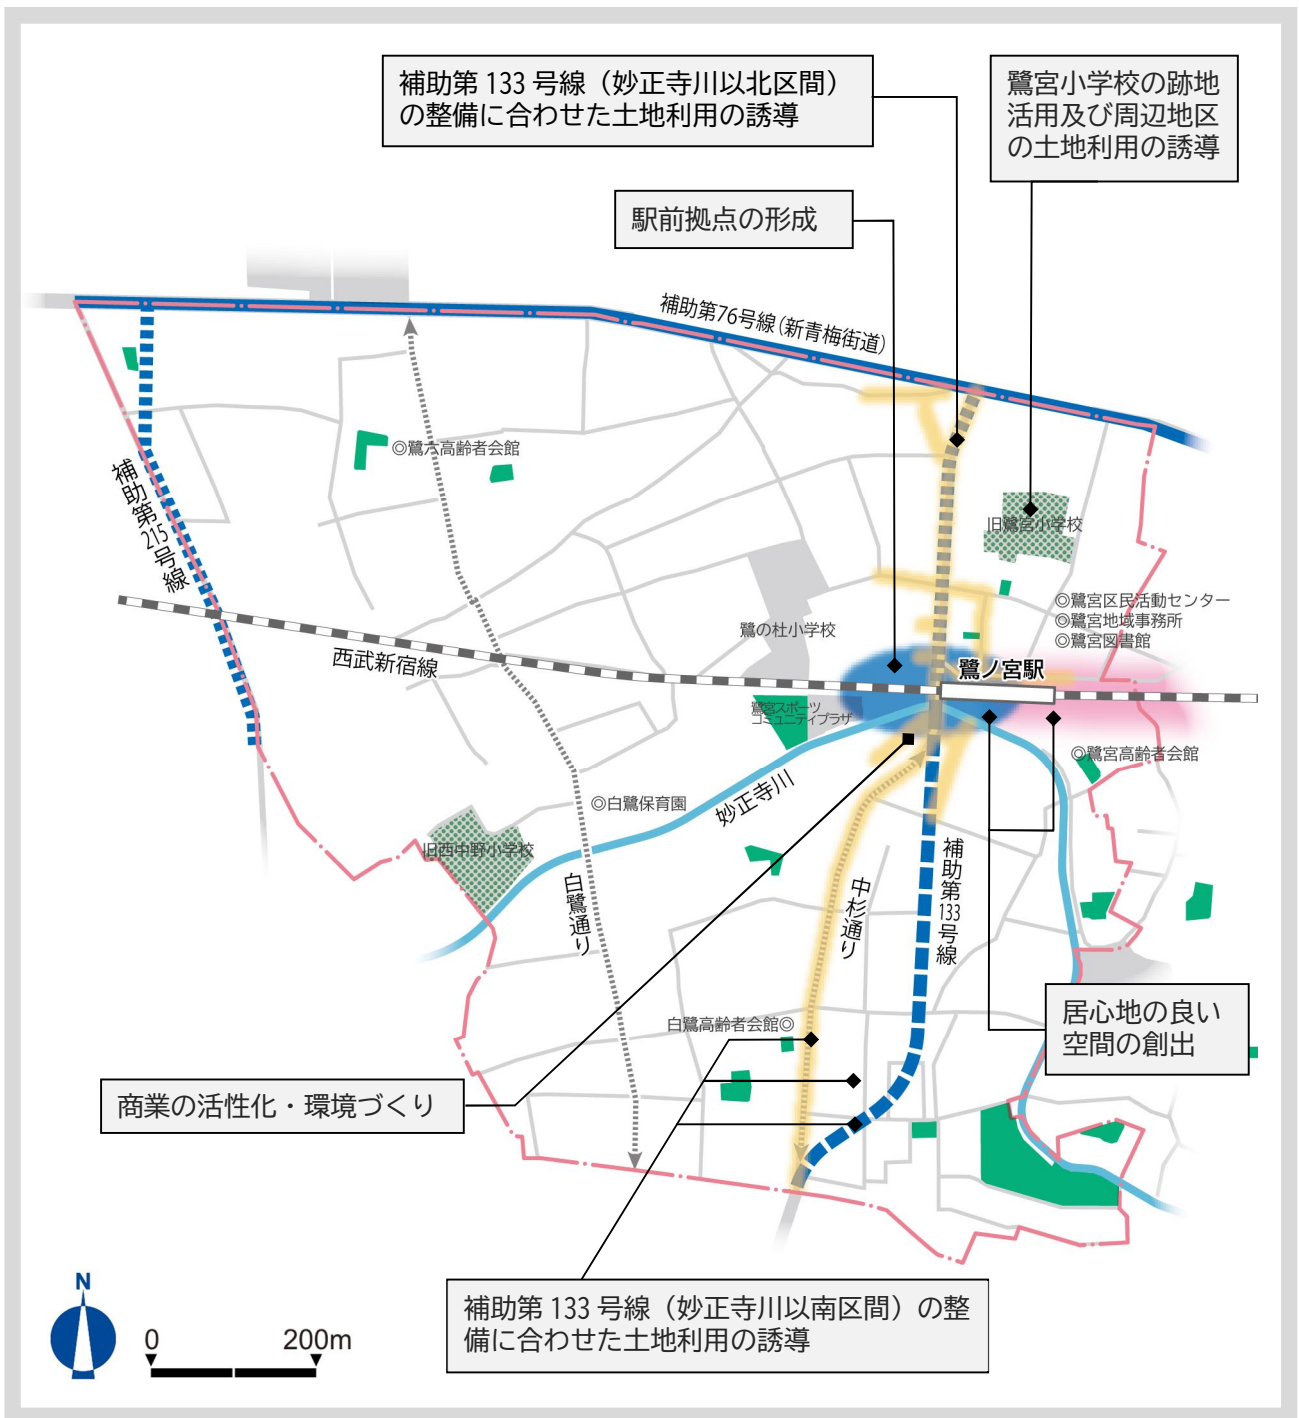 補助第 133 号線（妙正寺川以北区間）
の整備に合わせた土地利用の誘導
鷺宮小学校の跡地
活用及び周辺地区
の土地利用の誘導
駅前拠点の形成
補助第76号線（新青梅街道）
◎鷺六高齢者会館
補助第215号線
旧鷺宮小学校
◎鷺宮区民活動センター
◎鷺宮地域事務所
◎鷺宮図書館
鷺の杜小学校
西武新宿線
鷺ノ宮駅
鷺宮スポーツ
コミュニティプラザ
◎鷺宮高齢者会館
妙正寺川
◎白鷺保育園
旧西中野小学校
白鷺通り
中杉通り
補助第133号線
白鷺高齢者会館◎
居心地の良い
空間の創出
商業の活性化・環境づくり
補助第 133 号線（妙正寺川以南区間）の整
備に合わせた土地利用の誘導
N
0 200m